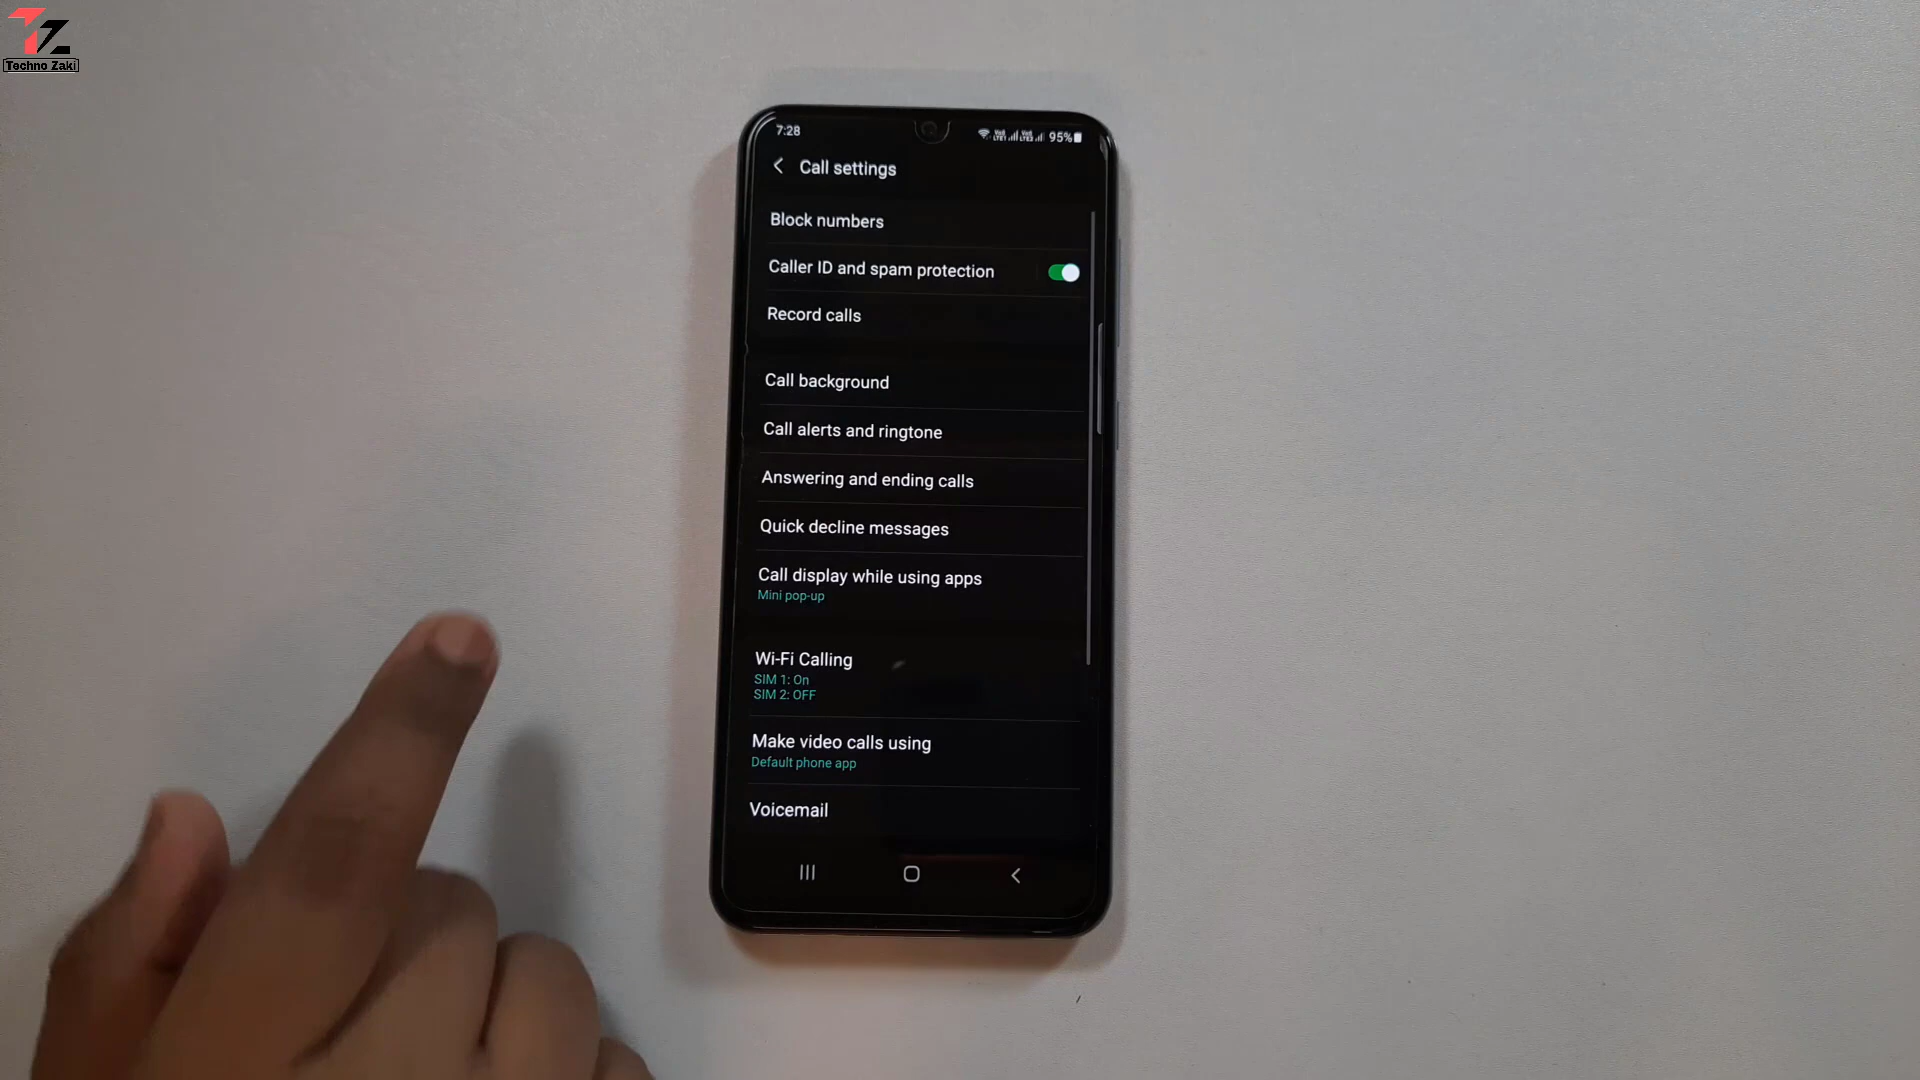 TZ
Techno Zaki
7:28
95%
Call settings
Block numbers
Caller ID and spam protection
Record calls
Call background
Call alerts and ringtone
Answering and ending calls
Quick decline messages
Call display while using apps
Mini pop-up
Wi-Fi Calling
SIM 1: On
SIM 2: OFF
Make video calls using
Default phone app
Voicemail